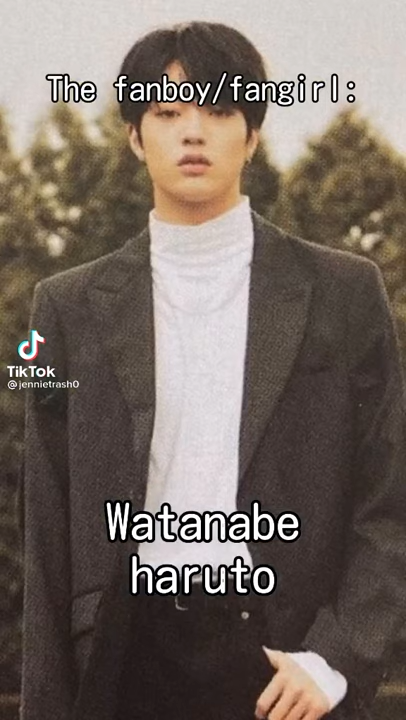 The fanboy/fangirl:
TikTok
@jennietrash0
Watanabe
haruto